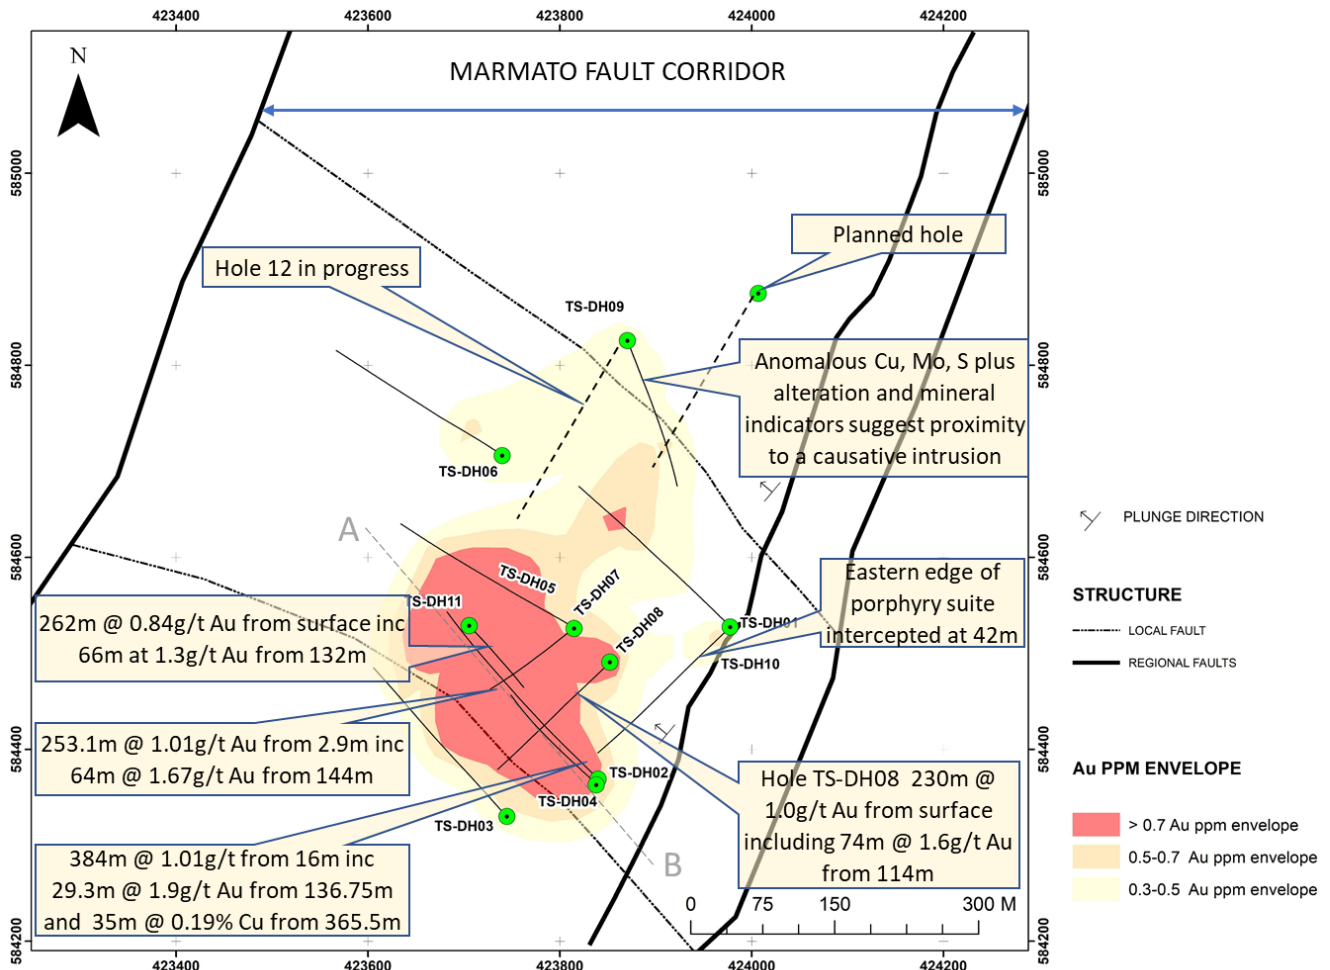 423400 423600 423800 424000 424200
N
MARMATO FAULT CORRIDOR
585000
585000
Planned hole
Hole 12 in progress
TS-DH09
584800
584800
Anomalous Cu, Mo, S plus
alteration and mineral
indicators suggest proximity
to a causative intrusion
TS-DH06
A
584600
584600
TS-DH05
TS-DH07
TS-DH08
TS-DH11
TS-DH01
TS-DH10
Eastern edge of
porphyry suite
intercepted at 42m
262m @ 0.84g/t Au from surface inc
66m at 1.3g/t Au from 132m
253.1m @ 1.01g/t Au from 2.9m inc
64m @ 1.67g/t Au from 144m
584400
584400
TS-DH02
TS-DH04
TS-DH03
Hole TS-DH08 230m @
1.0g/t Au from surface
including 74m @ 1.6g/t Au
from 114m
384m @ 1.01g/t from 16m inc
29.3m @ 1.9g/t Au from 136.75m
and 35m @ 0.19% Cu from 365.5m
B
0 75 150 300 M
584200
584200
423400 423600 423800 424000 424200
PLUNGE DIRECTION
STRUCTURE
LOCAL FAULT
REGIONAL FAULTS
Au PPM ENVELOPE
> 0.7 Au ppm envelope
0.5-0.7 Au ppm envelope
0.3-0.5 Au ppm envelope